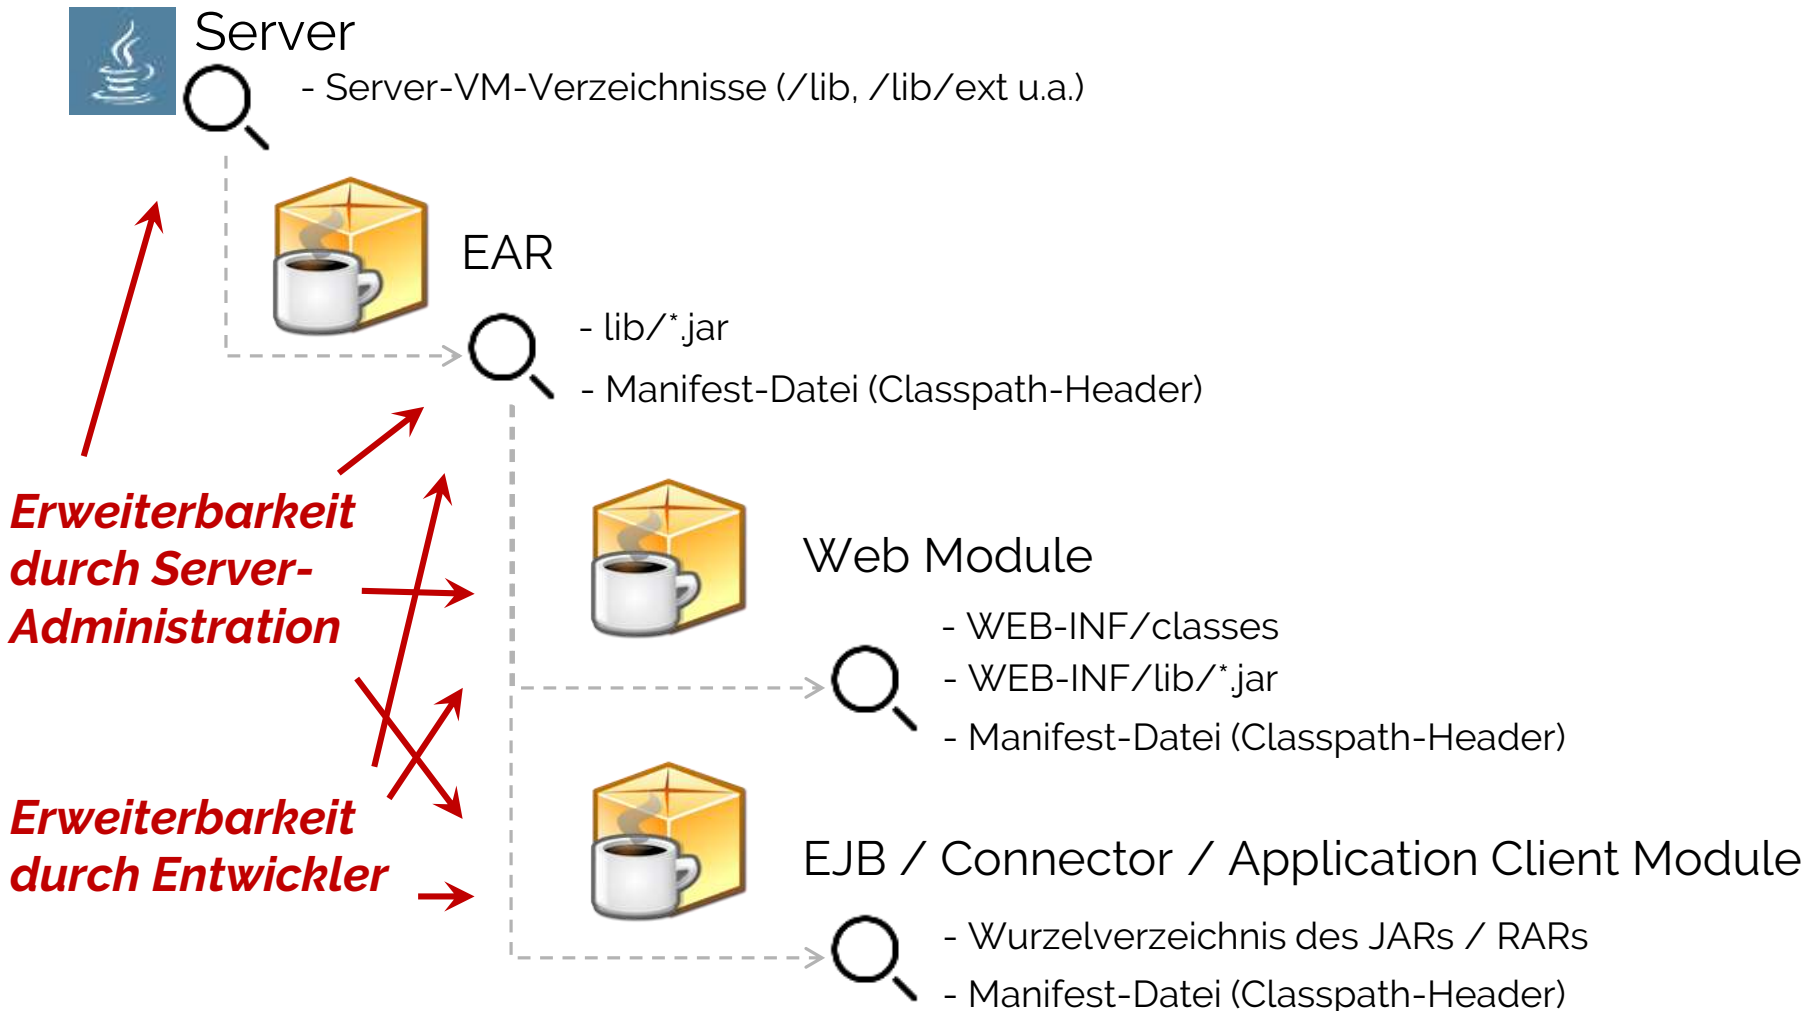 Server
- Server-VM-Verzeichnisse (/lib, /lib/ext u.a.)
EAR
- lib/*.jar
- Manifest-Datei (Classpath-Header)
Erweiterbarkeit
durch Server-
Administration
Web Module
- WEB-INF/classes
- WEB-INF/lib/*.jar
- Manifest-Datei (Classpath-Header)
Erweiterbarkeit
durch Entwickler
EJB / Connector / Application Client Module
- Wurzelverzeichnis des JARs / RARs
- Manifest-Datei (Classpath-Header)